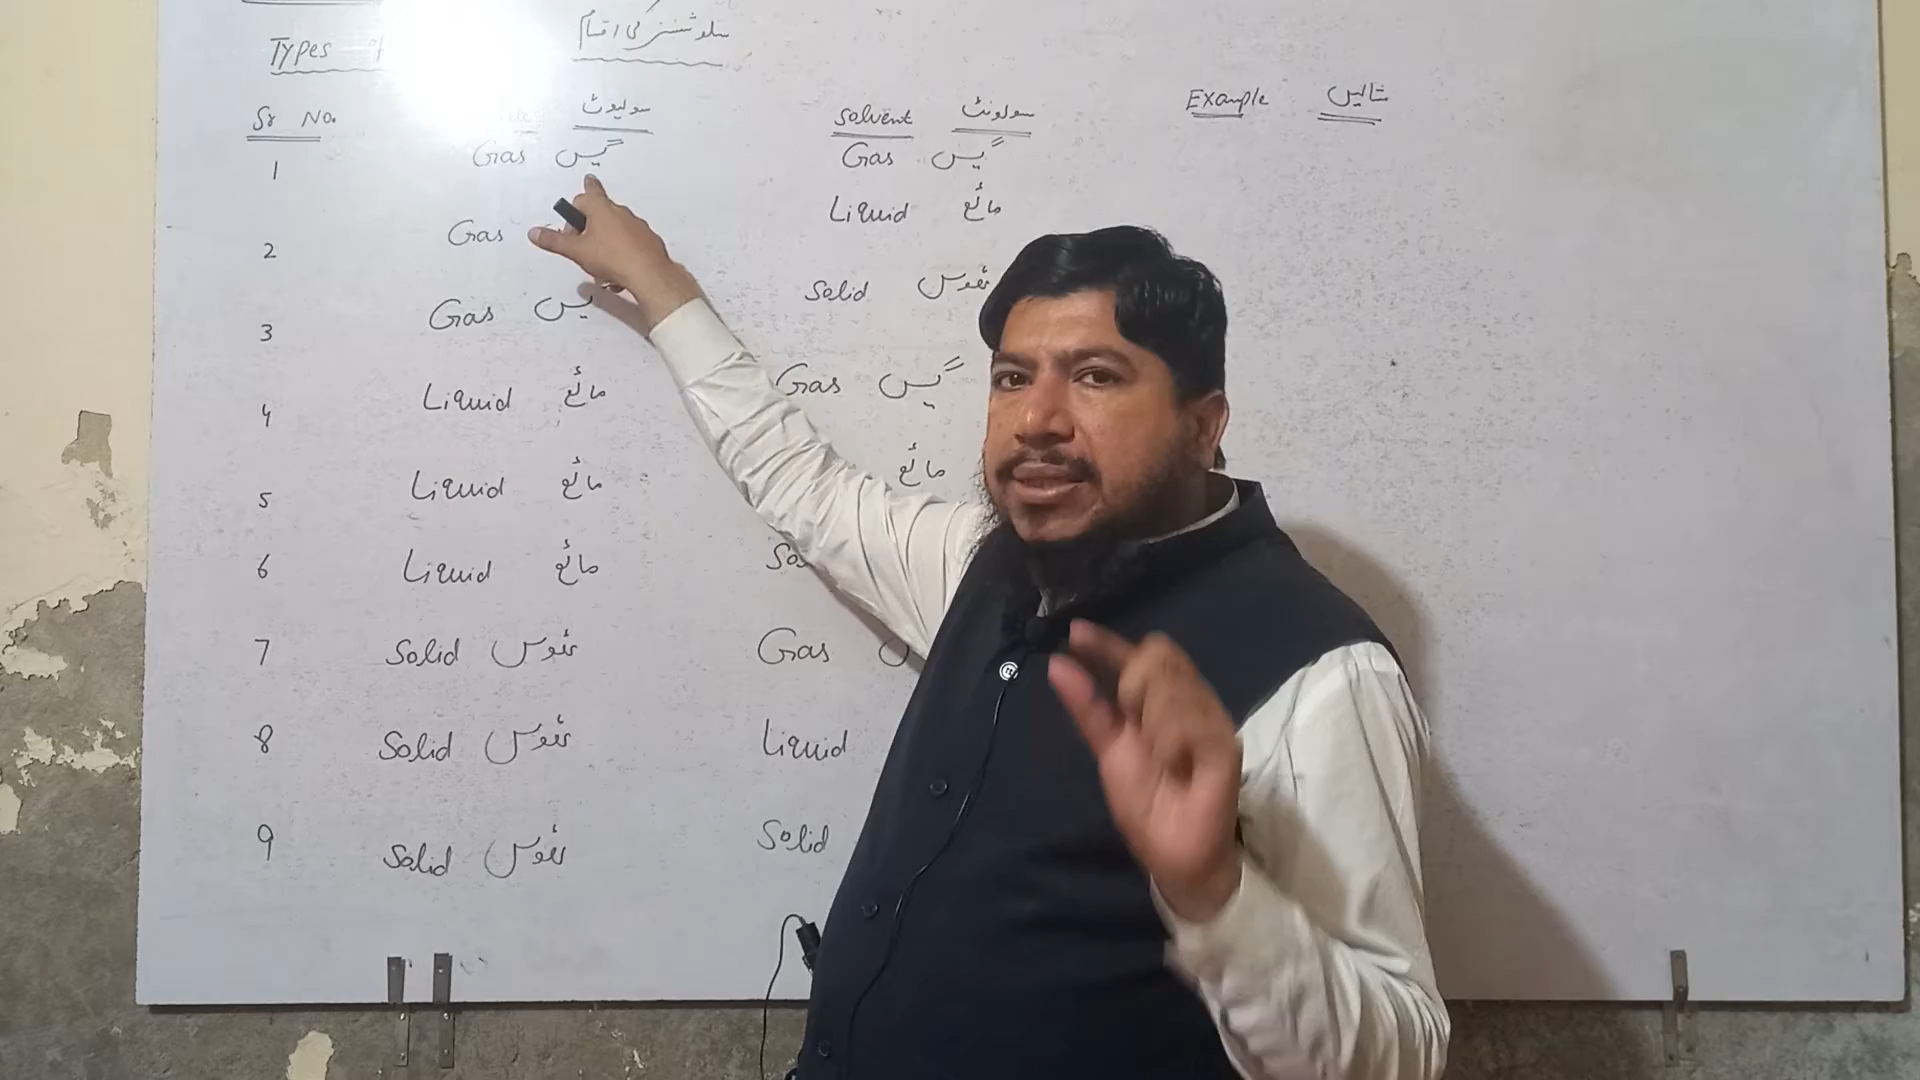 Types of سلوشنز کی اقسام
Sr No. سولیوٹ Solvent سولونٹ Example مثالیں
1 Gas گیس Gas گیس
2 Gas Liquid مائع
3 Gas گیس Solid ٹھوس
4 Liquid مائع Gas گیس
5 Liquid مائع مائع
6 Liquid مائع
7 Solid ٹھوس Gas
8 Solid ٹھوس Liquid
9 Solid ٹھوس Solid